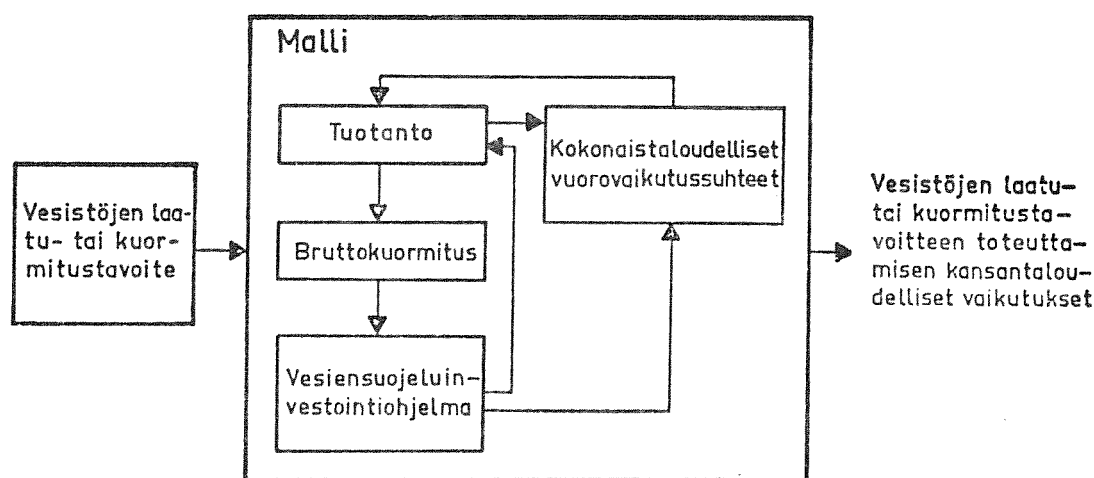 Malli
Tuotanto
Kokonaistaloudelliset
vuorovaikutussuhteet
Vesistöjen laa-
tu- tai kuor-
mitustavoite
Bruttokuormitus
Vesiensuojeluin-
vestointiohjelma
Vesistöjen laatu-
tai kuormitusta-
voitteen toteutta-
misen kansantalou-
delliset vaikutukset